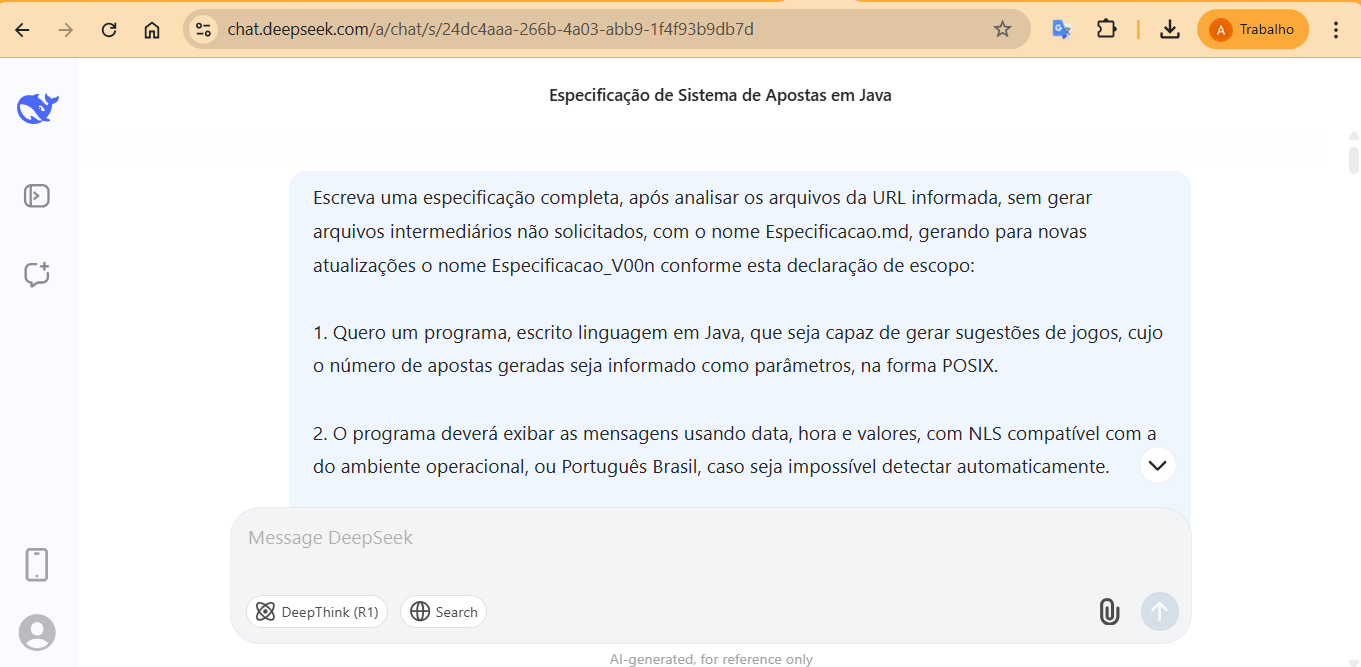 chat.deepseek.com/a/chat/s/24dc4aaa-266b-4a03-abb9-1f4f93b9db7d
A
Trabalho
Especificação de Sistema de Apostas em Java
Escreva uma especificação completa, após analisar os arquivos da URL informada, sem gerar
arquivos intermediários não solicitados, com o nome Especificacao.md, gerando para novas
atualizações o nome Especificacao_V00n conforme esta declaração de escopo:
1. Quero um programa, escrito linguagem em Java, que seja capaz de gerar sugestões de jogos, cujo
o número de apostas geradas seja informado como parâmetros, na forma POSIX.
2. O programa deverá exibar as mensagens usando data, hora e valores, com NLS compatível com a
do ambiente operacional, ou Português Brasil, caso seja impossível detectar automaticamente.
Message DeepSeek
DeepThink (R1)
Search
AI-generated, for reference only